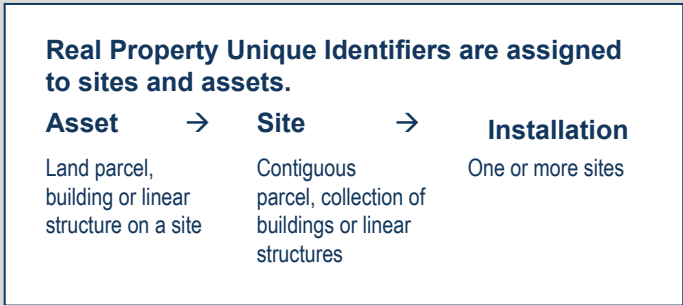 Real Property Unique Identifiers are assigned
to sites and assets.
Asset → Site → Installation
Land parcel,
building or linear
structure on a site
Contiguous
parcel, collection of
buildings or linear
structures
One or more sites